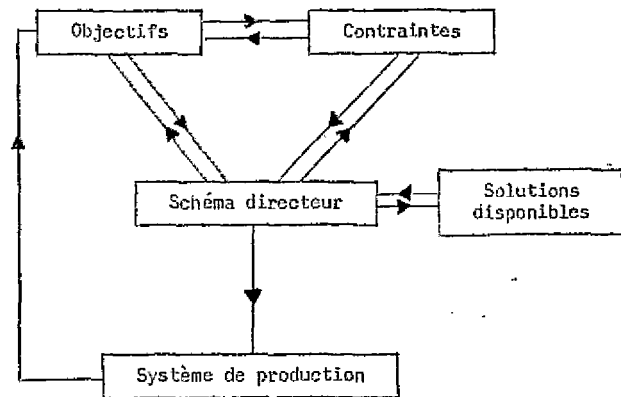 Objectifs
Contraintes
Schéma directeur
Solutions
disponibles
Système de production